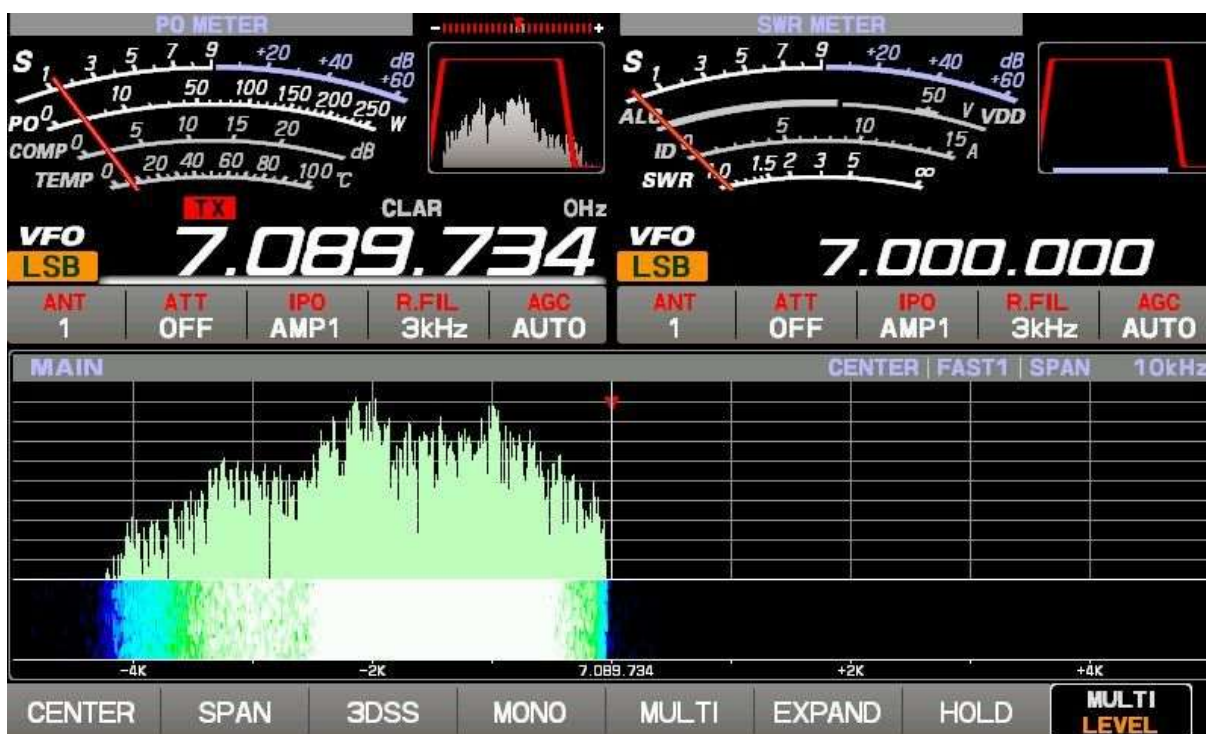 PO METER
SWR METER
- +
S 1 3 5 7 9 +20 +40 +60 dB
PO 0 10 50 100 150 200 250 W
COMP 0 5 10 15 20 dB
TEMP 0 20 40 60 80 100 °C
S 1 3 5 7 9 +20 +40 +60 dB
ALC 50 V VDD
ID 0 5 10 15 A
SWR 1.0 1.5 2 3 5 ∞
TX CLAR 0Hz
VFO 7.089.734
LSB
VFO 7.000.000
LSB
ANT ATT IPO R.FIL AGC
1 OFF AMP1 3kHz AUTO
ANT ATT IPO R.FIL AGC
1 OFF AMP1 3kHz AUTO
MAIN CENTER | FAST1 | SPAN 10kHz
-4K -2K 7.089.734 +2K +4K
CENTER SPAN 3DSS MONO MULTI EXPAND HOLD MULTI
LEVEL